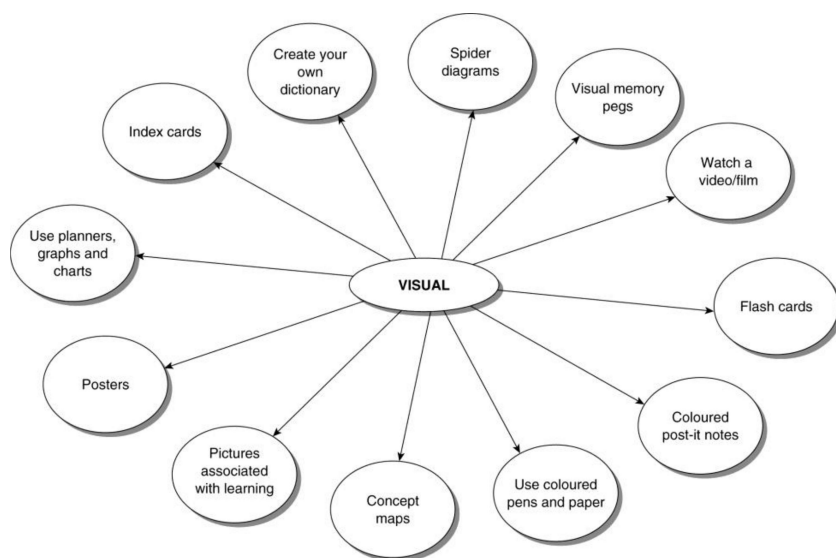 Spider
diagrams
Create your
own
dictionary
Visual memory
pegs
Index cards
Watch a
video/film
Use planners,
graphs and
charts
VISUAL
Flash cards
Posters
Coloured
post-it notes
Pictures
associated
with learning
Concept
maps
Use coloured
pens and paper